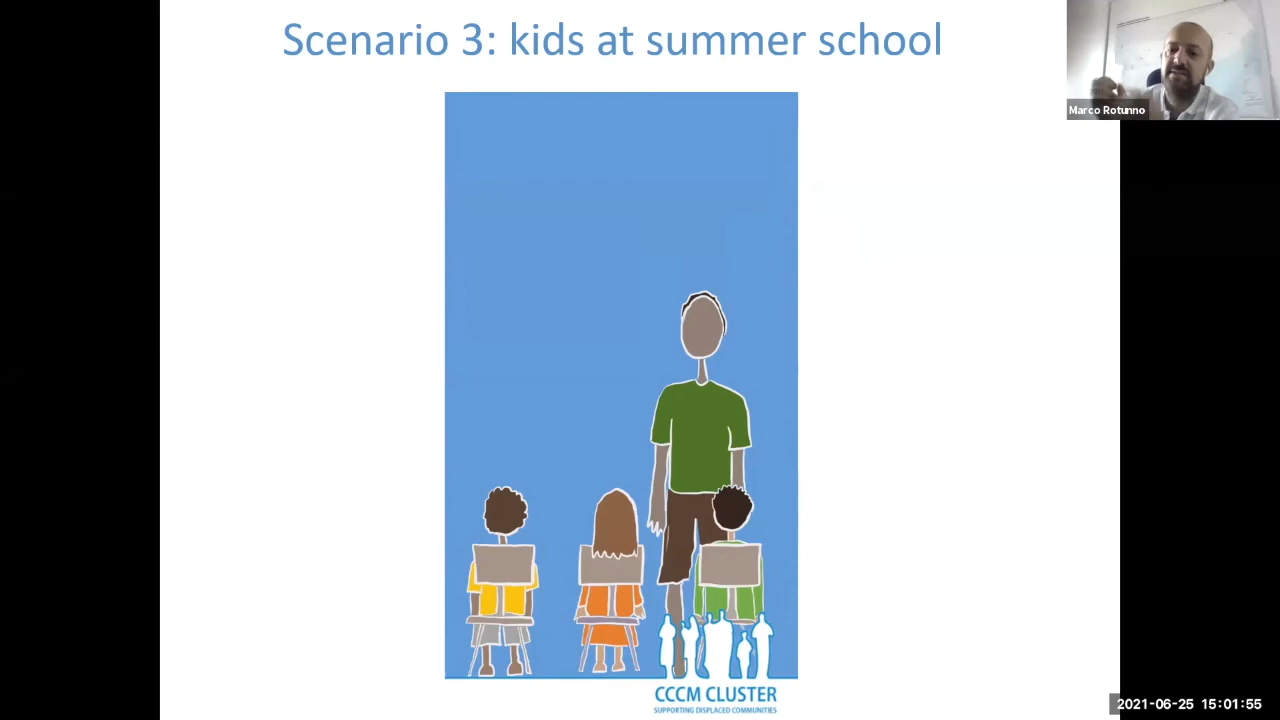 Scenario 3: kids at summer school
Marco Rotunno
CCCM CLUSTER
SUPPORTING DISPLACED COMMUNITIES
2021-06-25 15:01:55